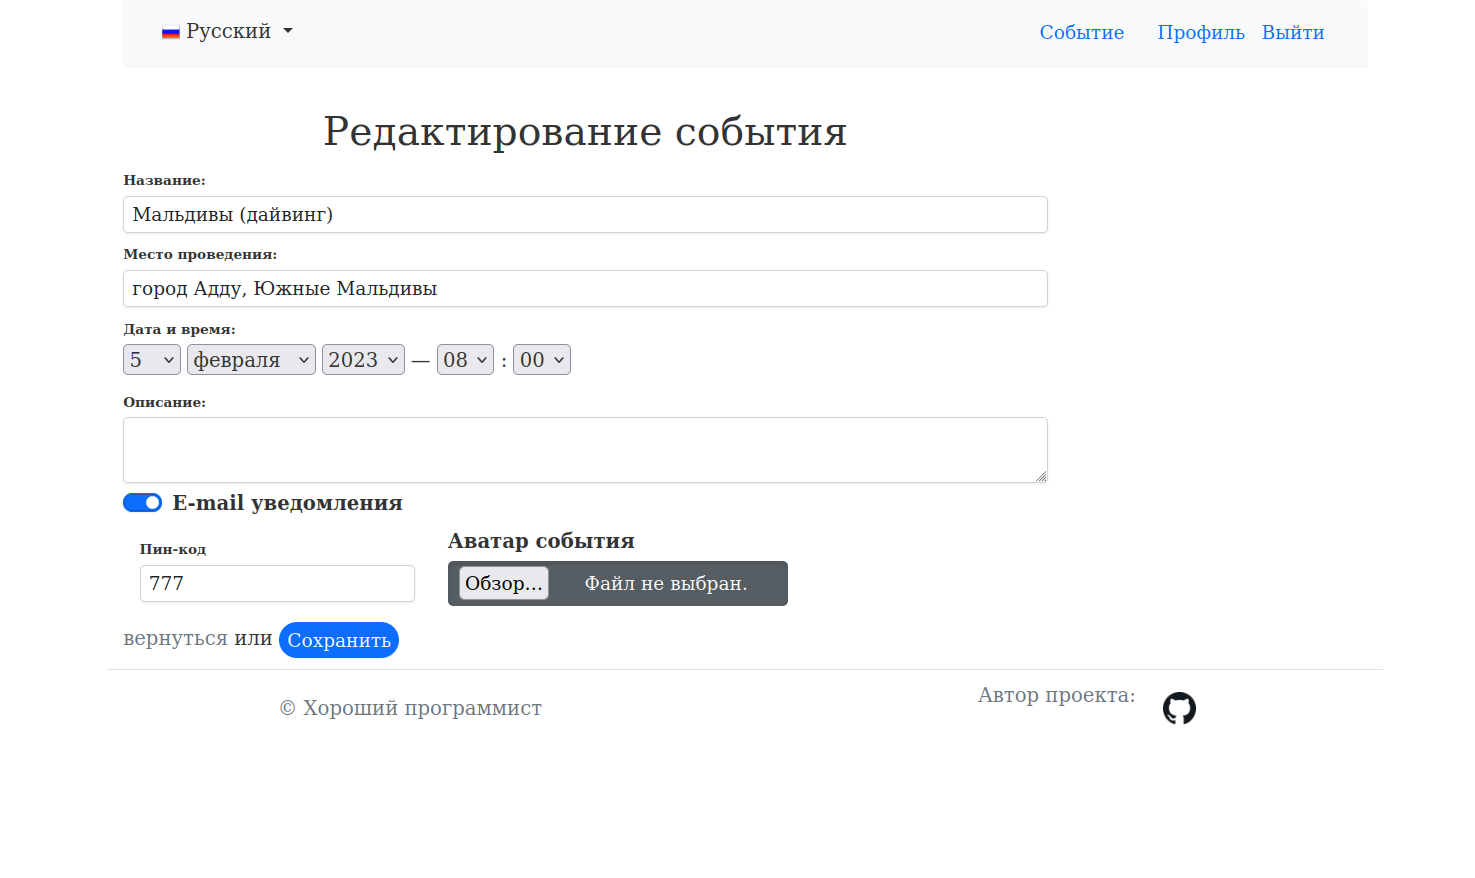 Русский Событие Профиль Выйти
Редактирование события
Название:
Мальдивы (дайвинг)
Место проведения:
город Адду, Южные Мальдивы
Дата и время:
5 февраля 2023 — 08 : 00
Описание:
E-mail уведомления
Пин-код
777
Аватар события
Обзор... Файл не выбран.
вернуться или Сохранить
© Хороший программист
Автор проекта: